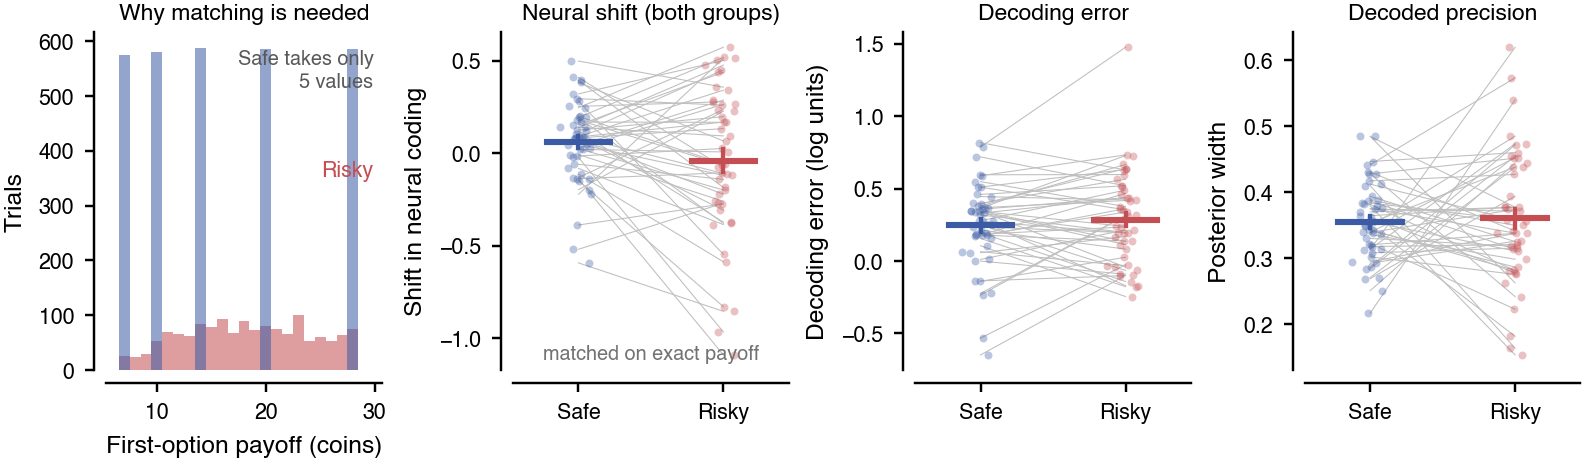 Why matching is needed
Safe takes only
5 values
Risky
Trials
600
500
400
300
200
100
0
10
20
30
First-option payoff (coins)
Neural shift (both groups)
Shift in neural coding
0.5
0.0
−0.5
−1.0
matched on exact payoff
Safe
Risky
Decoding error
Decoding error (log units)
1.5
1.0
0.5
0.0
−0.5
Safe
Risky
Decoded precision
Posterior width
0.6
0.5
0.4
0.3
0.2
Safe
Risky